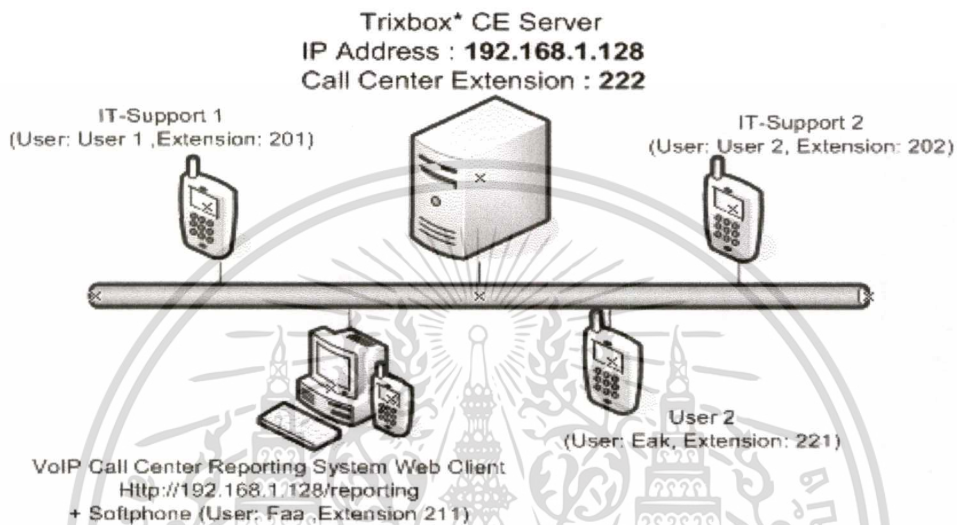 Trixbox* CE Server
IP Address : 192.168.1.128
Call Center Extension : 222
IT-Support 1
(User: User 1 ,Extension: 201)
IT-Support 2
(User: User 2, Extension: 202)
User 2
(User: Eak, Extension: 221)
VoIP Call Center Reporting System Web Client
Http://192.168.1.128/reporting
+ Softphone (User: Faa ,Extension 211)